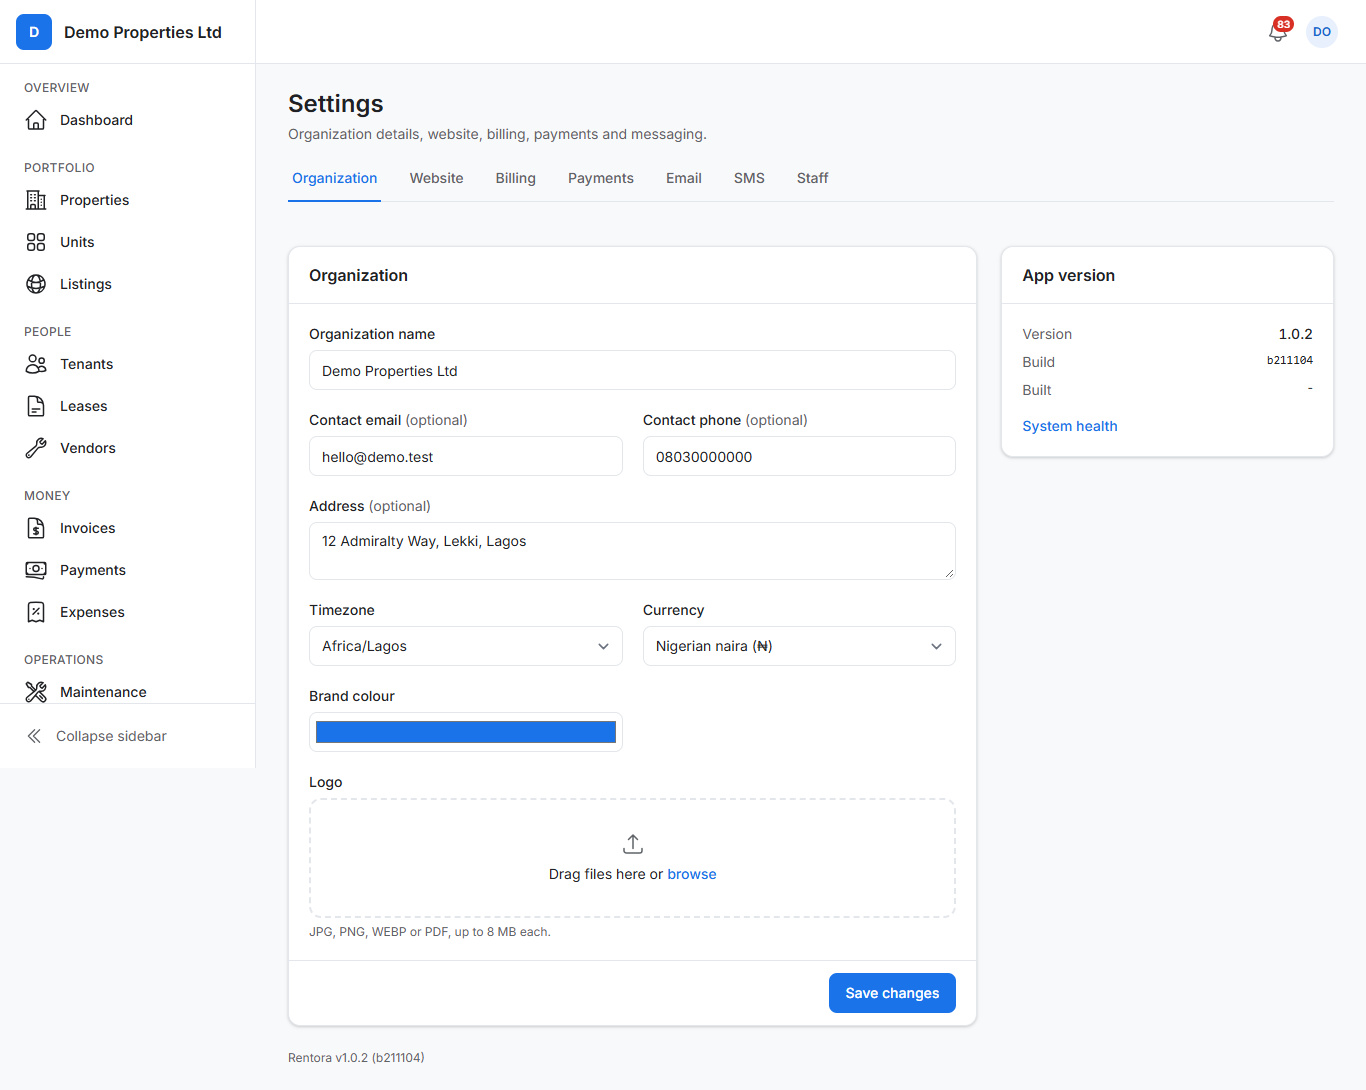 D
Demo Properties Ltd
83
DO
OVERVIEW
Dashboard
PORTFOLIO
Properties
Units
Listings
PEOPLE
Tenants
Leases
Vendors
MONEY
Invoices
Payments
Expenses
OPERATIONS
Maintenance
Collapse sidebar
Settings
Organization details, website, billing, payments and messaging.
Organization Website Billing Payments Email SMS Staff
Organization
Organization name
Demo Properties Ltd
Contact email (optional)
hello@demo.test
Contact phone (optional)
08030000000
Address (optional)
12 Admiralty Way, Lekki, Lagos
Timezone
Africa/Lagos
Currency
Nigerian naira (₦)
Brand colour
Logo
Drag files here or browse
JPG, PNG, WEBP or PDF, up to 8 MB each.
Save changes
App version
Version 1.0.2
Build b211104
Built -
System health
Rentora v1.0.2 (b211104)